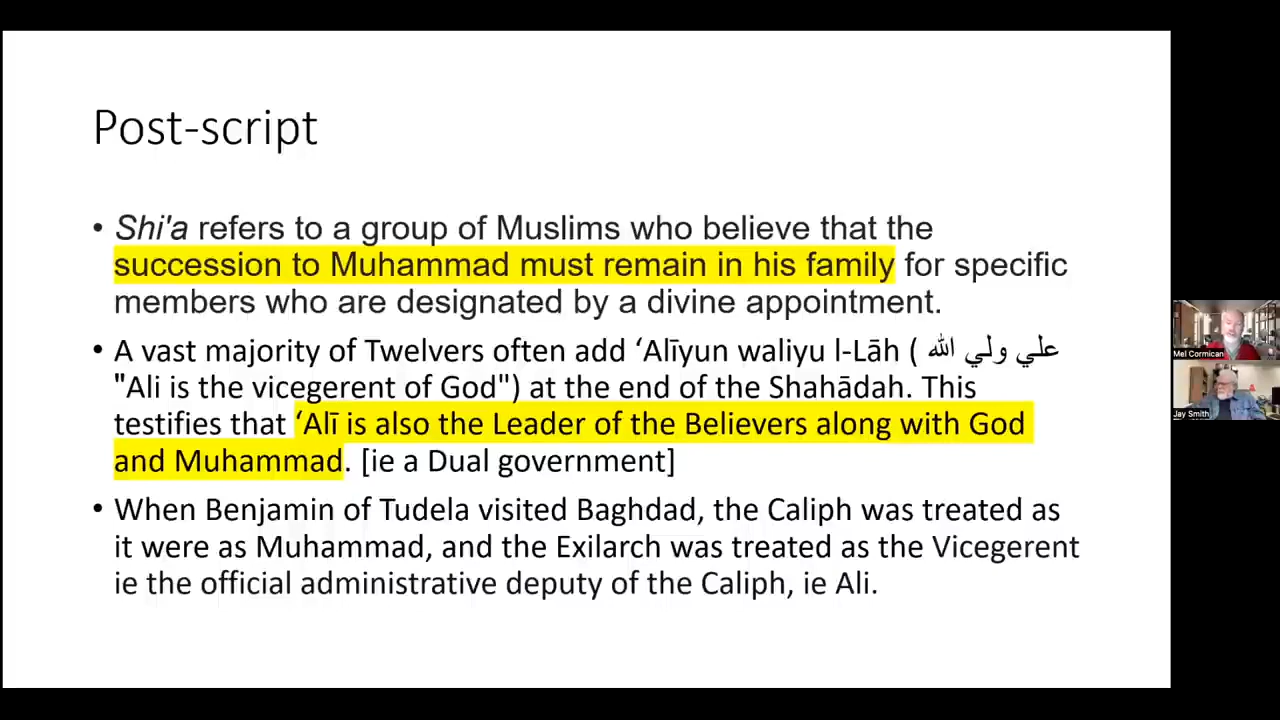 Post-script
• Shi'a refers to a group of Muslims who believe that the
succession to Muhammad must remain in his family for specific
members who are designated by a divine appointment.
• A vast majority of Twelvers often add ‘Alīyun waliyu l-Lāh ( علي ولي الله
"Ali is the vicegerent of God") at the end of the Shahādah. This
testifies that ‘Alī is also the Leader of the Believers along with God
and Muhammad. [ie a Dual government]
• When Benjamin of Tudela visited Baghdad, the Caliph was treated as
it were as Muhammad, and the Exilarch was treated as the Vicegerent
ie the official administrative deputy of the Caliph, ie Ali.
Mel Cormican
Jay Smith